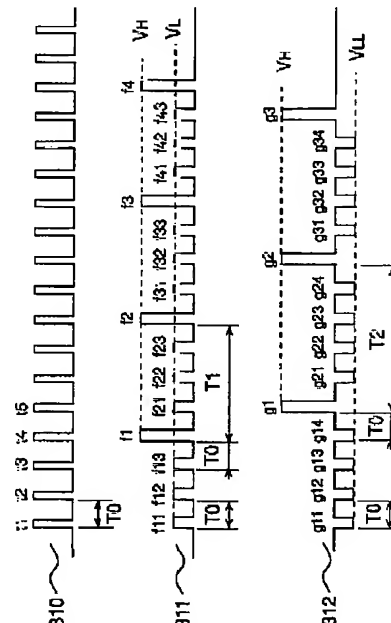 t1 t2 t3 t4 t5
T0
310
f1 f2 f3 f4 VH
f11 f12 f13 f21 f22 f23 f31 f32 f33 f41 f42 f43 VL
T0 T0 T1
311
g1 g2 g3 VH
g11 g12 g13 g14 g21 g22 g23 g24 g31 g32 g33 g34
VLL
T0 T0 T2
312